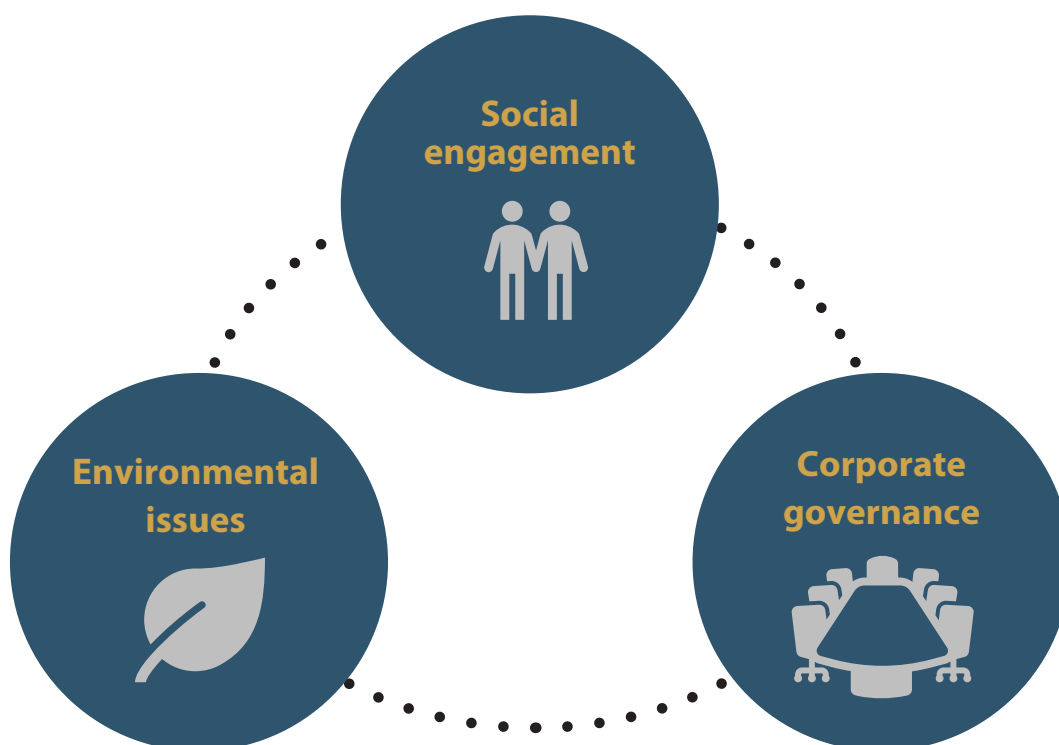 Social
engagement
Environmental
issues
Corporate
governance